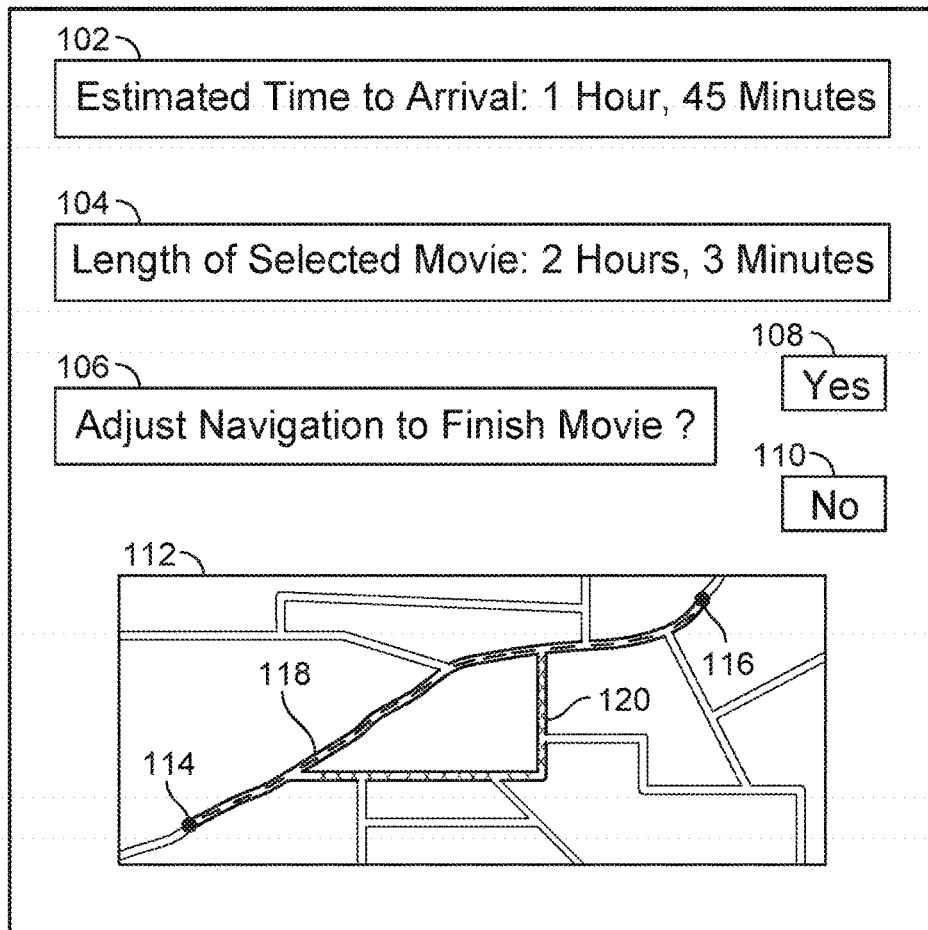 102
Estimated Time to Arrival: 1 Hour, 45 Minutes
104
Length of Selected Movie: 2 Hours, 3 Minutes
106
Adjust Navigation to Finish Movie ?
108
Yes
110
No
112
118
116
120
114